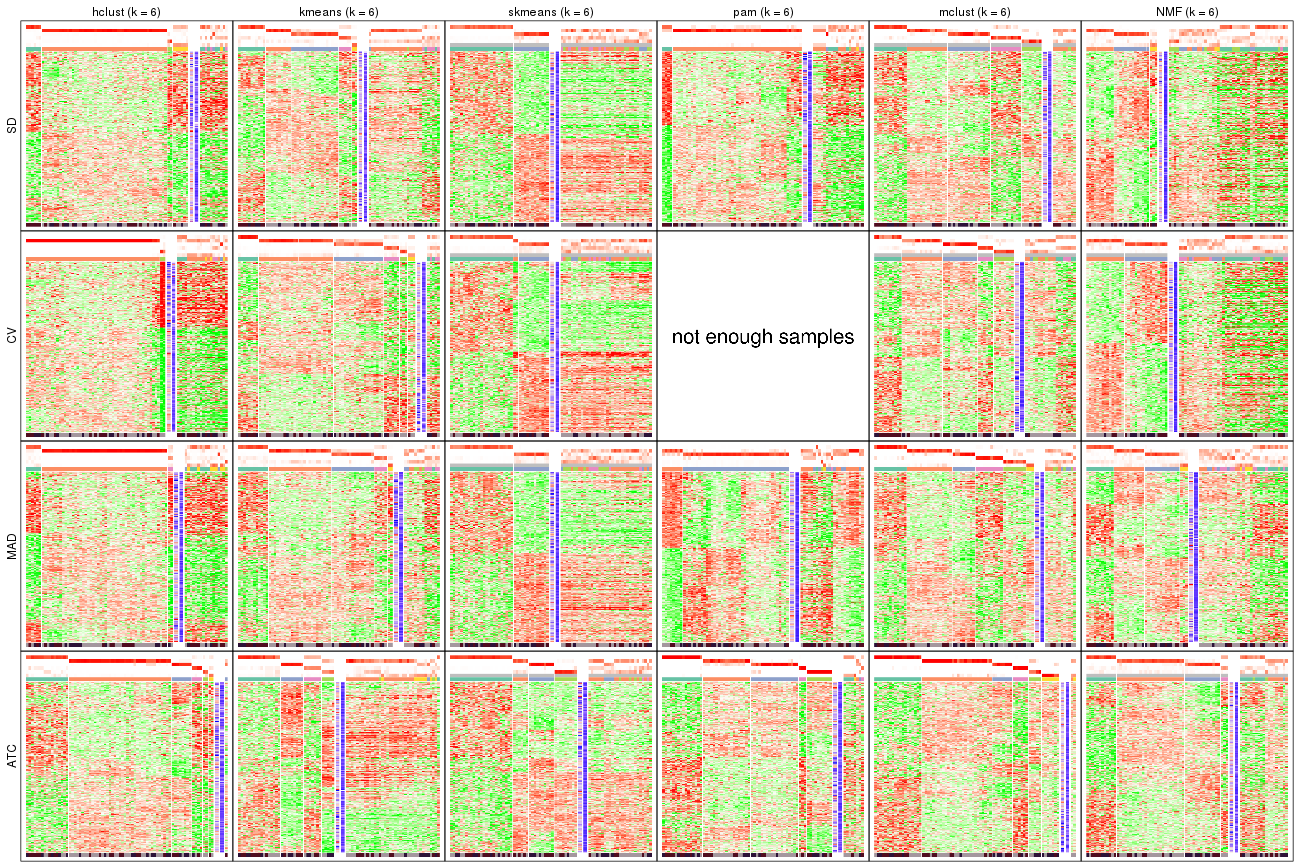 hclust (k = 6) kmeans (k = 6) skmeans (k = 6) pam (k = 6) mclust (k = 6) NMF (k = 6)
SD
CV
not enough samples
MAD
ATC